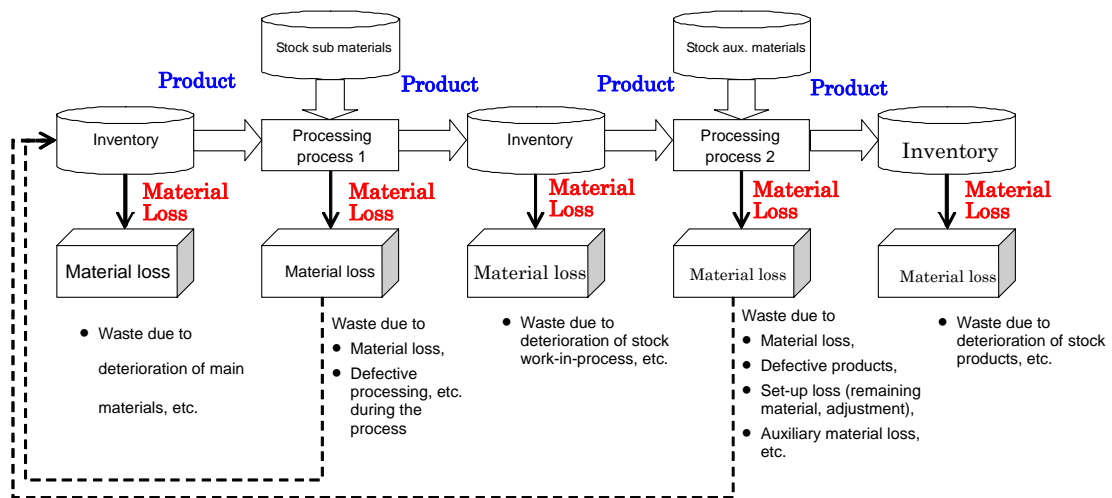 Stock sub materials
Stock aux. materials
Product
Product
Product
Product
Inventory
Processing
process 1
Inventory
Processing
process 2
Inventory
Material
Loss
Material
Loss
Material
Loss
Material
Loss
Material
Loss
Material loss
Material loss
Material loss
Material loss
Material loss
● Waste due to
deterioration of main
materials, etc.
Waste due to
● Material loss,
● Defective
processing, etc.
during the
process
● Waste due to
deterioration of stock
work-in-process, etc.
Waste due to
● Material loss,
● Defective products,
● Set-up loss (remaining
material, adjustment),
● Auxiliary material loss,
etc.
● Waste due to
deterioration of stock
products, etc.